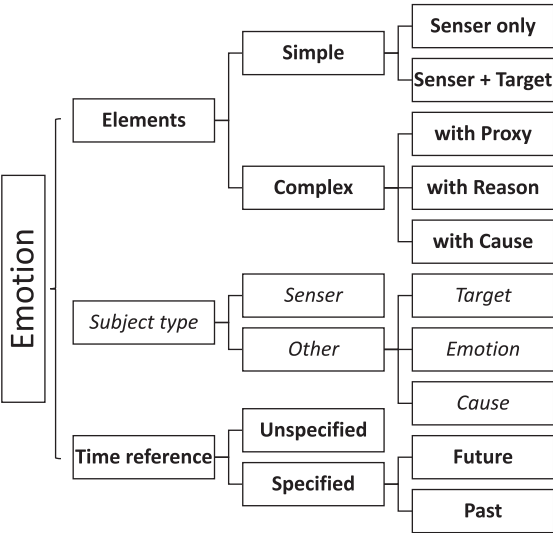 Emotion
Elements
Simple
Senser only
Senser + Target
Complex
with Proxy
with Reason
with Cause
Subject type
Senser
Other
Target
Emotion
Cause
Time reference
Unspecified
Specified
Future
Past